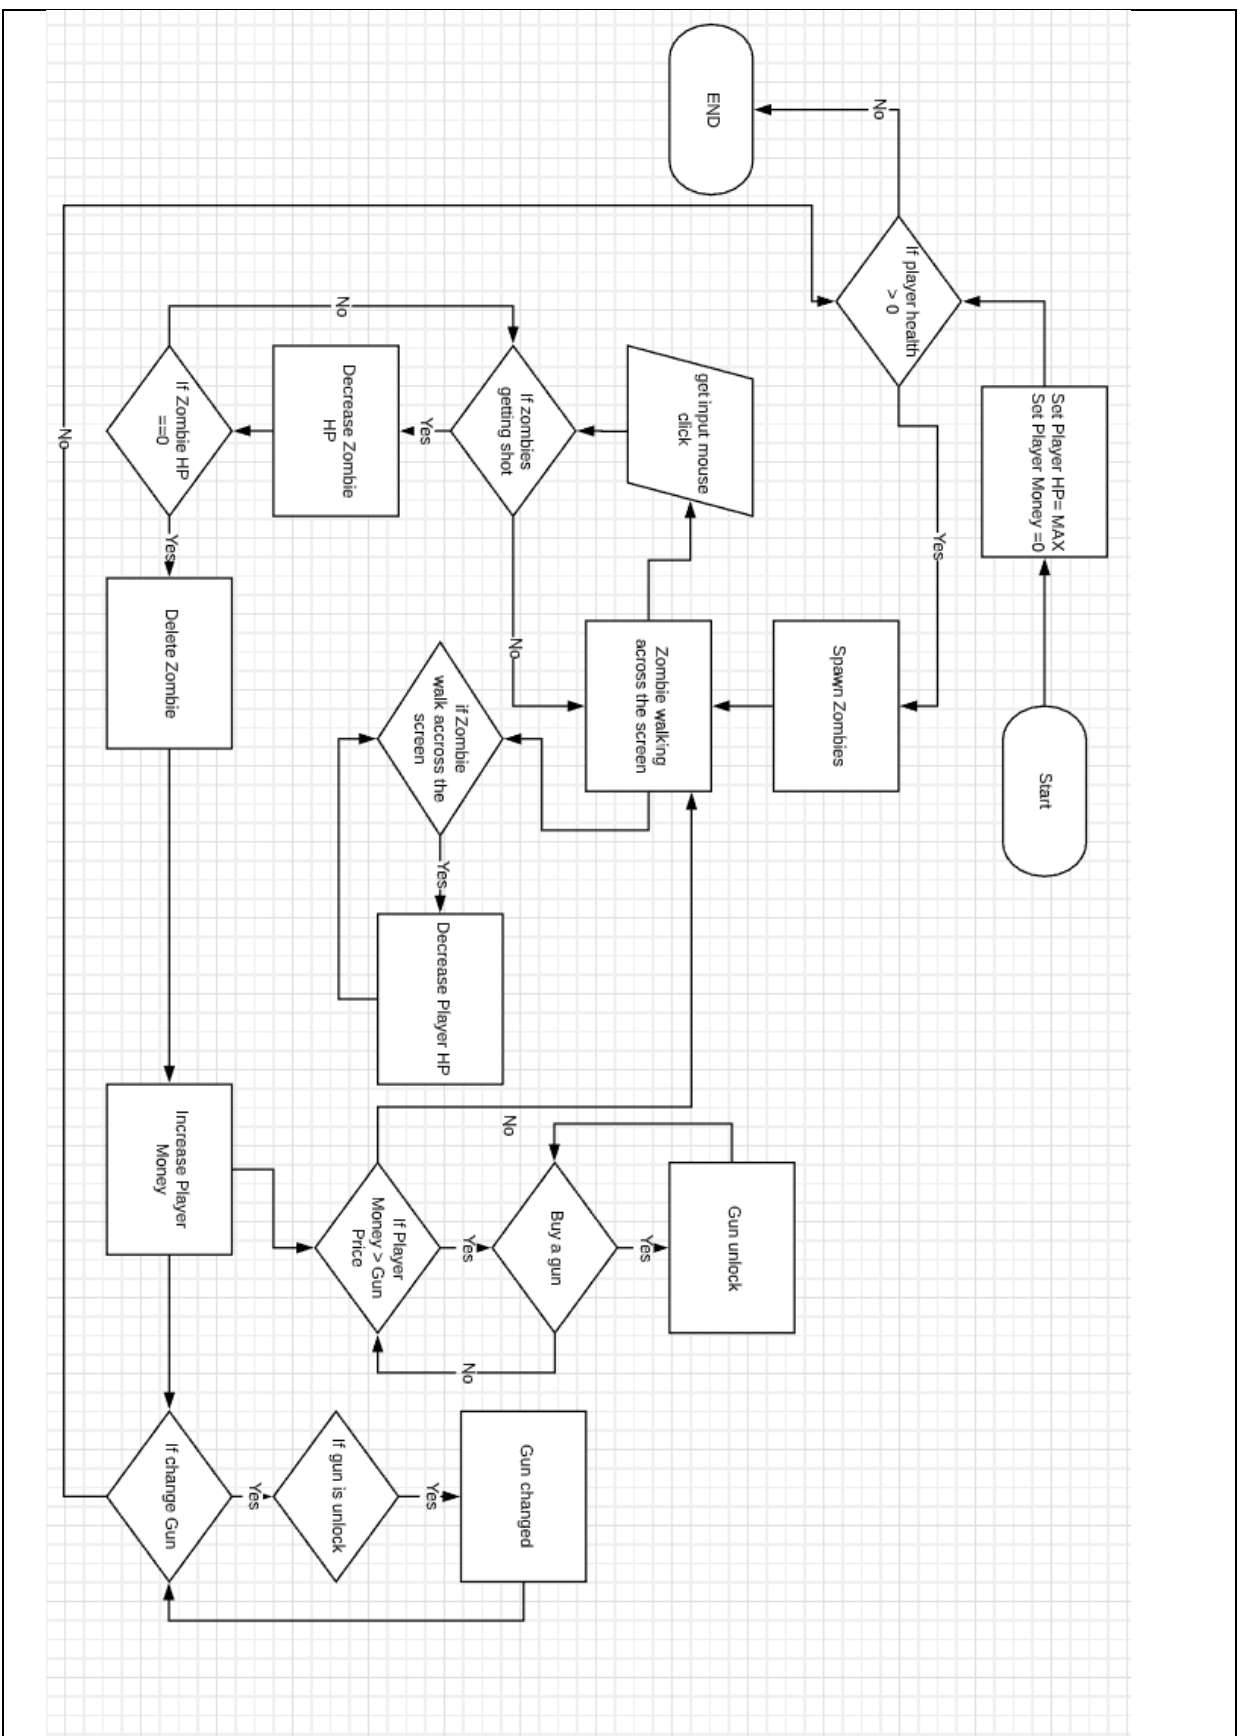 Start
Set Player HP= MAX
Set Player Money =0
If player health
> 0
No
END
Yes
Spawn Zombies
Zombie walking
across the screen
get input mouse
click
If zombies
getting shot
No
Yes
Decrease Zombie
HP
If Zombie HP
==0
No
Yes
Delete Zombie
if Zombie
walk accross the
screen
Yes
Decrease Player HP
Increase Player
Money
If Player
Money > Gun
Price
No
Yes
Buy a gun
No
Yes
Gun unlock
If change Gun
No
Yes
If gun is unlock
Yes
Gun changed